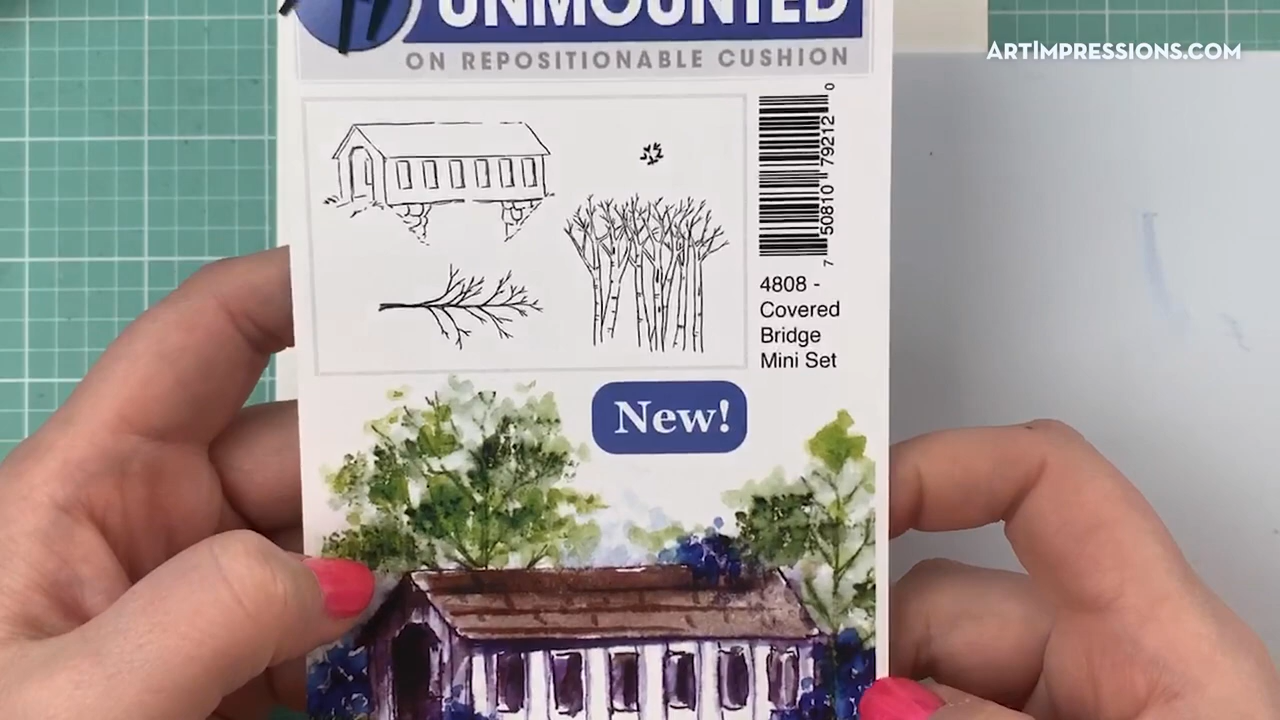 UNMOUNTED
ON REPOSITIONABLE CUSHION
ARTIMPRESSIONS.COM
7 50810 79212 0
4808 -
Covered
Bridge
Mini Set
New!